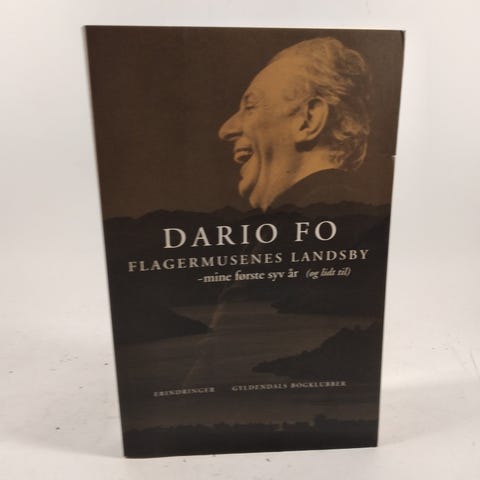 DARIO FO
FLAGERMUSENES LANDSBY
-mine første syv år (og lidt til)
ERINDRINGER GYLDENDALS BOGKLUBBER